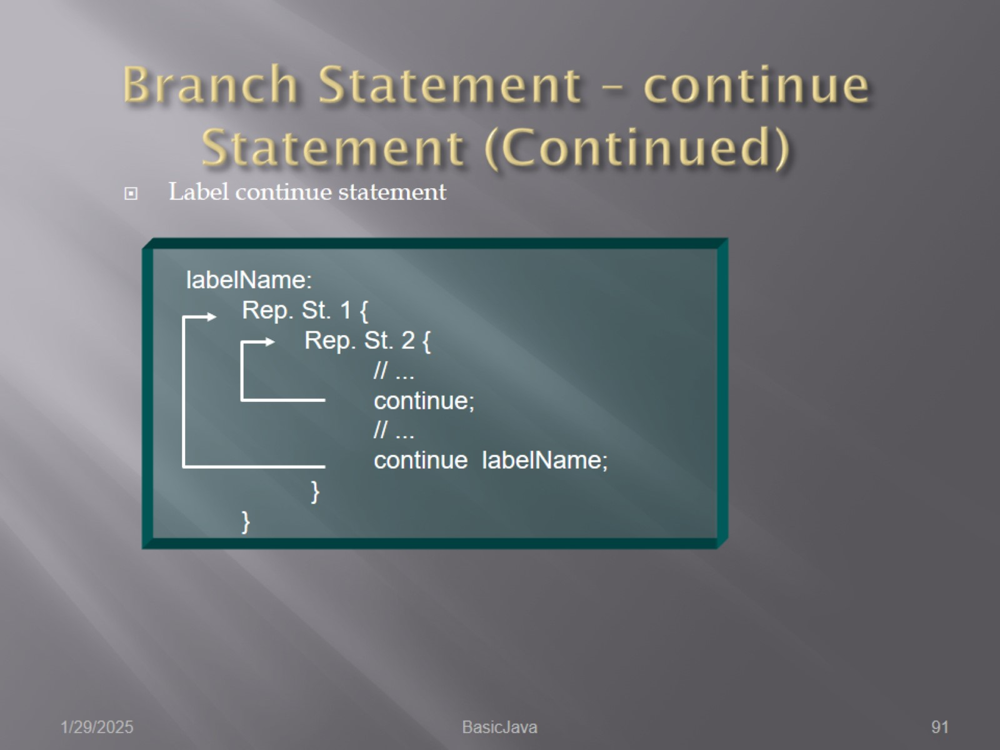 Branch Statement – continue
Statement (Continued)
Label continue statement
labelName:
Rep. St. 1 {
Rep. St. 2 {
// ...
continue;
// ...
continue labelName;
}
}
1/29/2025
BasicJava
91